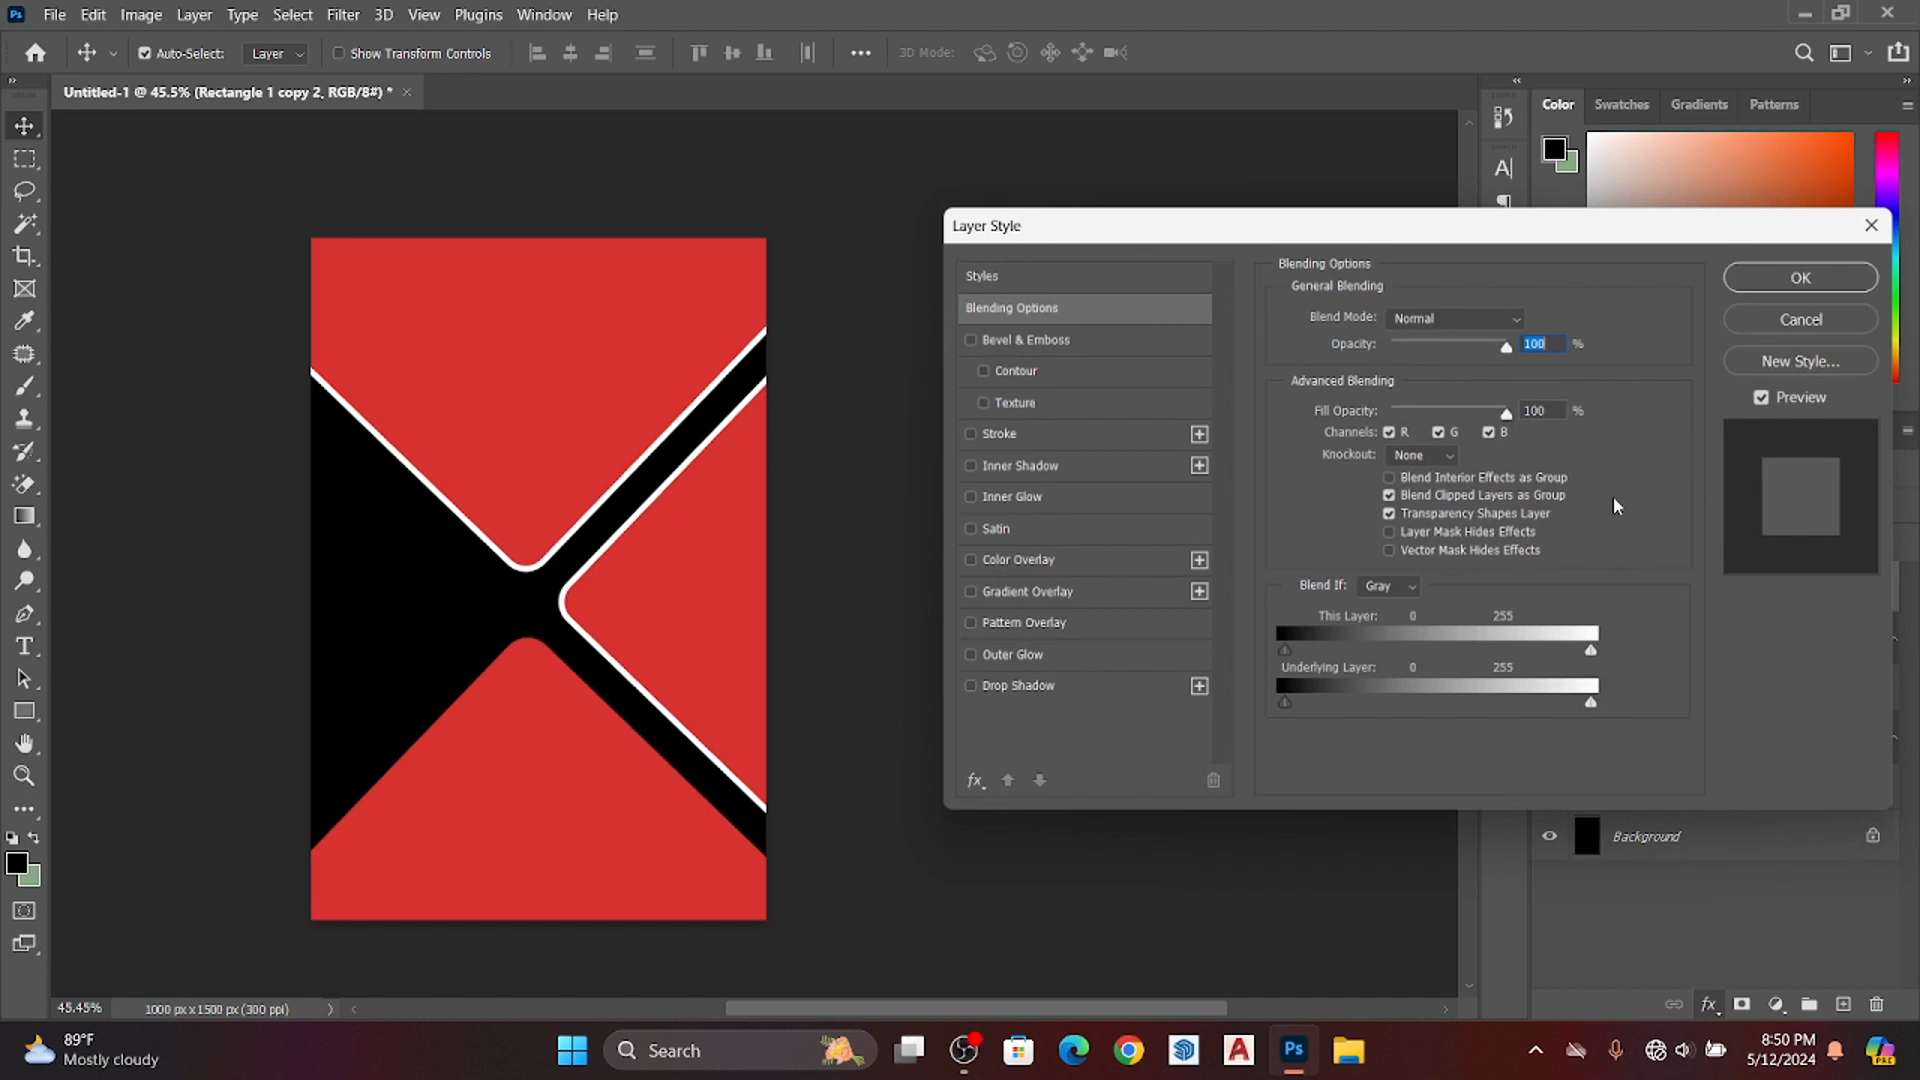 Ps File Edit Image Layer Type Select Filter 3D View Plugins Window Help
Auto-Select: Layer Show Transform Controls 3D Mode:
Untitled-1 @ 45.5% (Rectangle 1 copy 2, RGB/8#) *
Color Swatches Gradients Patterns
Layer Style
Styles
Blending Options
Bevel & Emboss
Contour
Texture
Stroke
Inner Shadow
Inner Glow
Satin
Color Overlay
Gradient Overlay
Pattern Overlay
Outer Glow
Drop Shadow
fx
Blending Options
General Blending
Blend Mode: Normal
Opacity: 100 %
Advanced Blending
Fill Opacity: 100 %
Channels: R G B
Knockout: None
Blend Interior Effects as Group
Blend Clipped Layers as Group
Transparency Shapes Layer
Layer Mask Hides Effects
Vector Mask Hides Effects
Blend If: Gray
This Layer: 0 255
Underlying Layer: 0 255
OK
Cancel
New Style...
Preview
Background
fx
45.45% 1000 px x 1500 px (300 ppi)
89°F
Mostly cloudy
Search
A
Ps
8:50 PM
5/12/2024
PRE